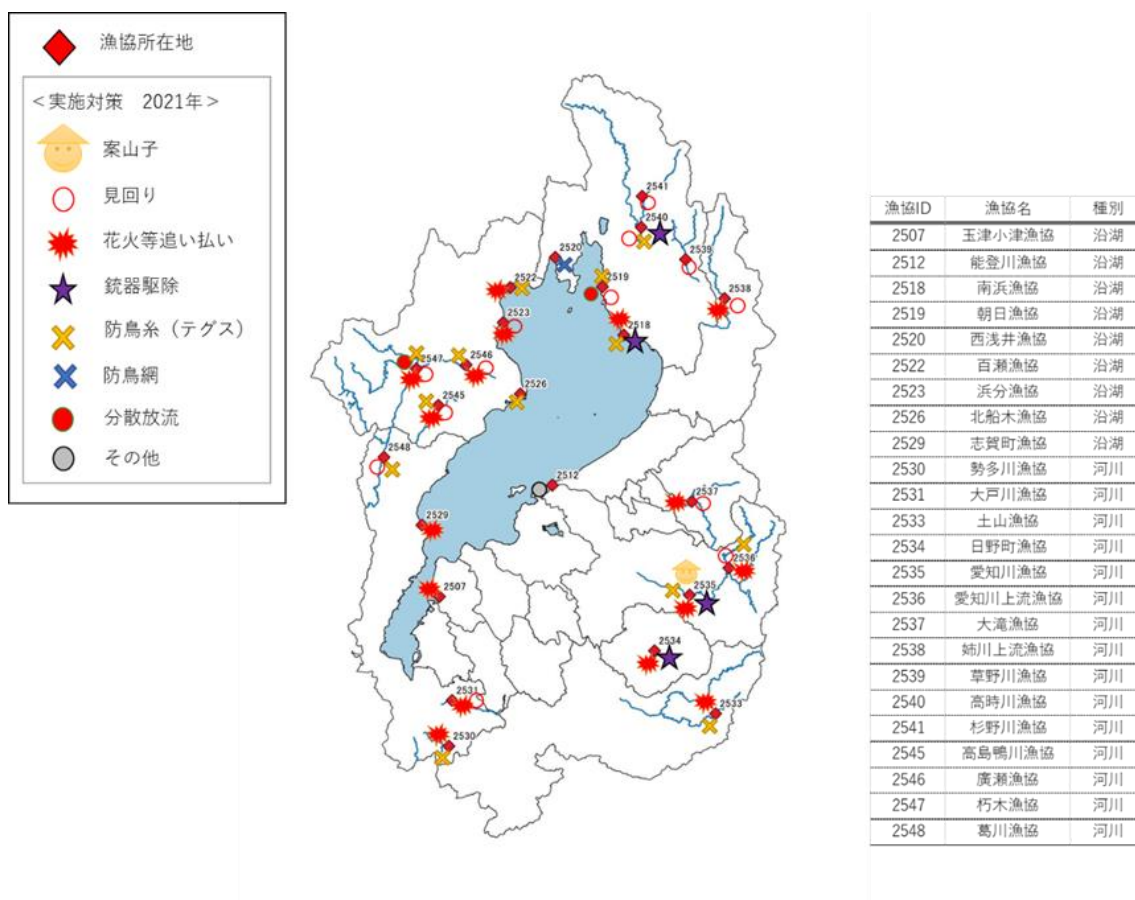 漁協所在地
<実施対策 2021年>
案山子
見回り
花火等追い払い
銃器駆除
防鳥糸(テグス)
防鳥網
分散放流
その他
2541
2540
2520
2539
2519
2522
2538
2523
2518
2547
2546
2526
2545
2548
2512
2537
2529
2536
2535
2507
2534
2531
2533
2530
漁協ID 漁協名 種別
2507 玉津小津漁協 沿湖
2512 能登川漁協 沿湖
2518 南浜漁協 沿湖
2519 朝日漁協 沿湖
2520 西浅井漁協 沿湖
2522 百瀬漁協 沿湖
2523 浜分漁協 沿湖
2526 北船木漁協 沿湖
2529 志賀町漁協 沿湖
2530 勢多川漁協 河川
2531 大戸川漁協 河川
2533 土山漁協 河川
2534 日野町漁協 河川
2535 愛知川漁協 河川
2536 愛知川上流漁協 河川
2537 大滝漁協 河川
2538 姉川上流漁協 河川
2539 草野川漁協 河川
2540 高時川漁協 河川
2541 杉野川漁協 河川
2545 高島鴨川漁協 河川
2546 廣瀬漁協 河川
2547 朽木漁協 河川
2548 葛川漁協 河川